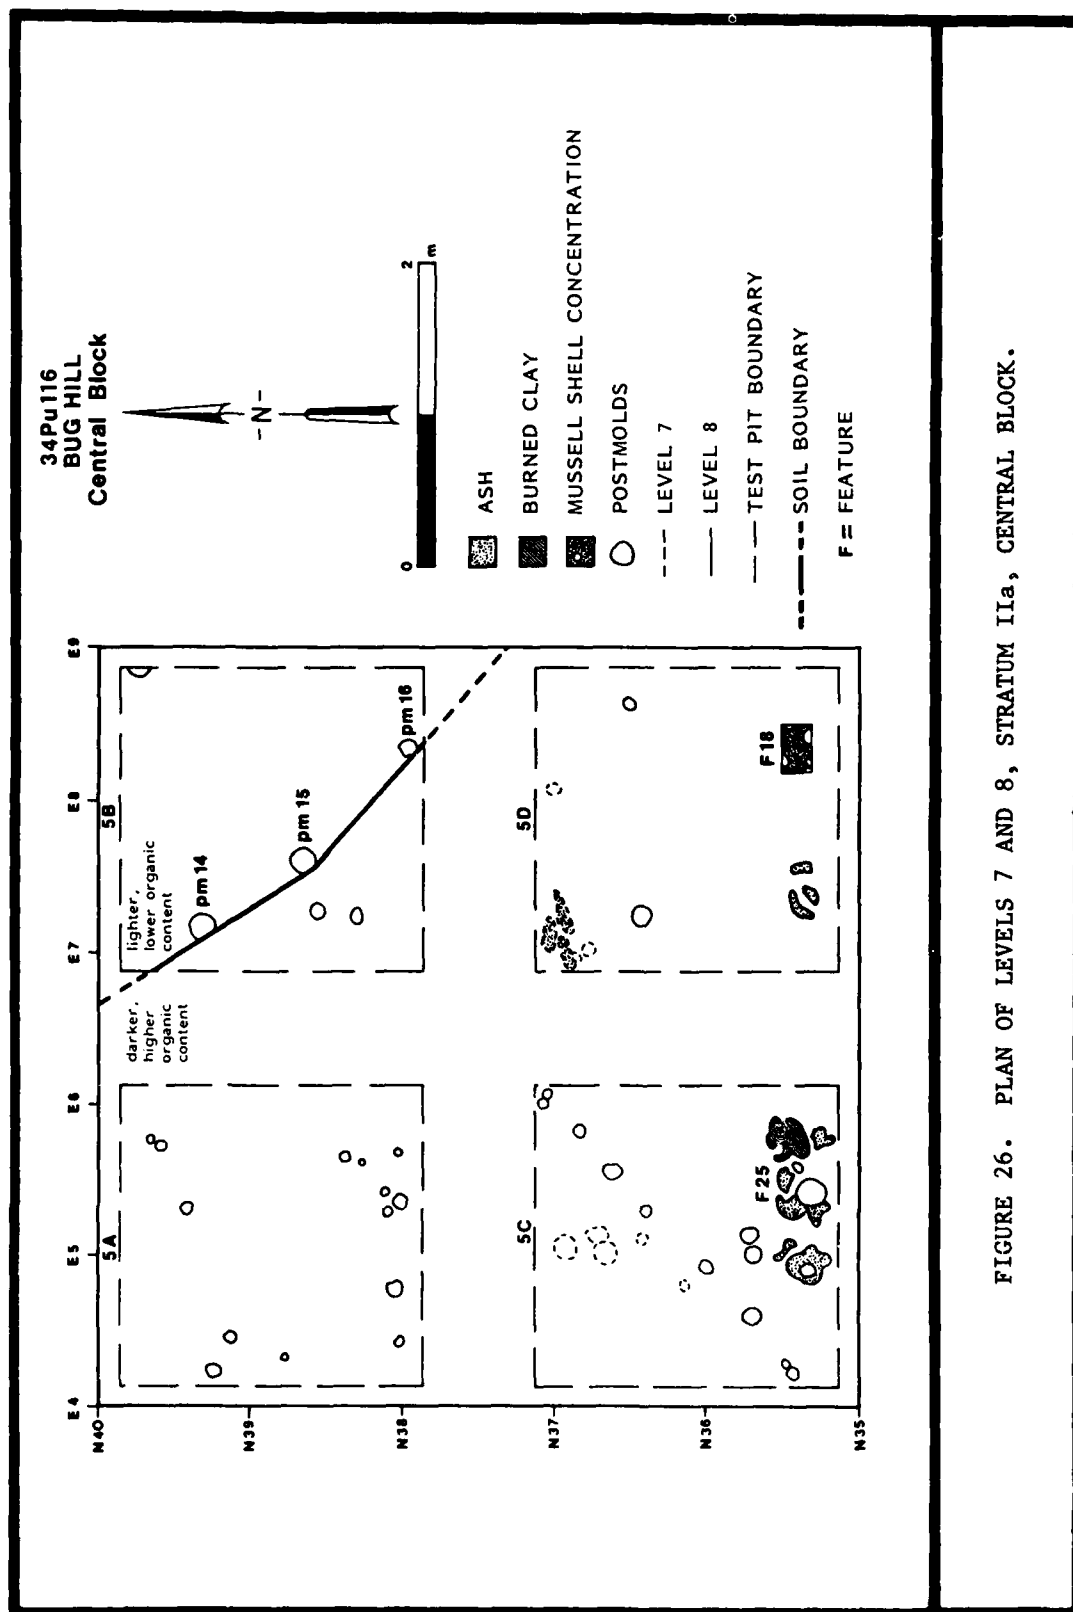 34Pu116
BUG HILL
Central Block
-N-
0 2
m
ASH
BURNED CLAY
MUSSELL SHELL CONCENTRATION
POSTMOLDS
LEVEL 7
LEVEL 8
TEST PIT BOUNDARY
SOIL BOUNDARY
F = FEATURE
E4 E5 E6 E7 E8 E9
N40
N39
N38
N37
N36
N35
5A
5B
darker,
higher
organic
content
lighter,
lower organic
content
pm 14
pm 15
pm 16
5C
5D
F25
F18
FIGURE 26. PLAN OF LEVELS 7 AND 8, STRATUM IIa, CENTRAL BLOCK.